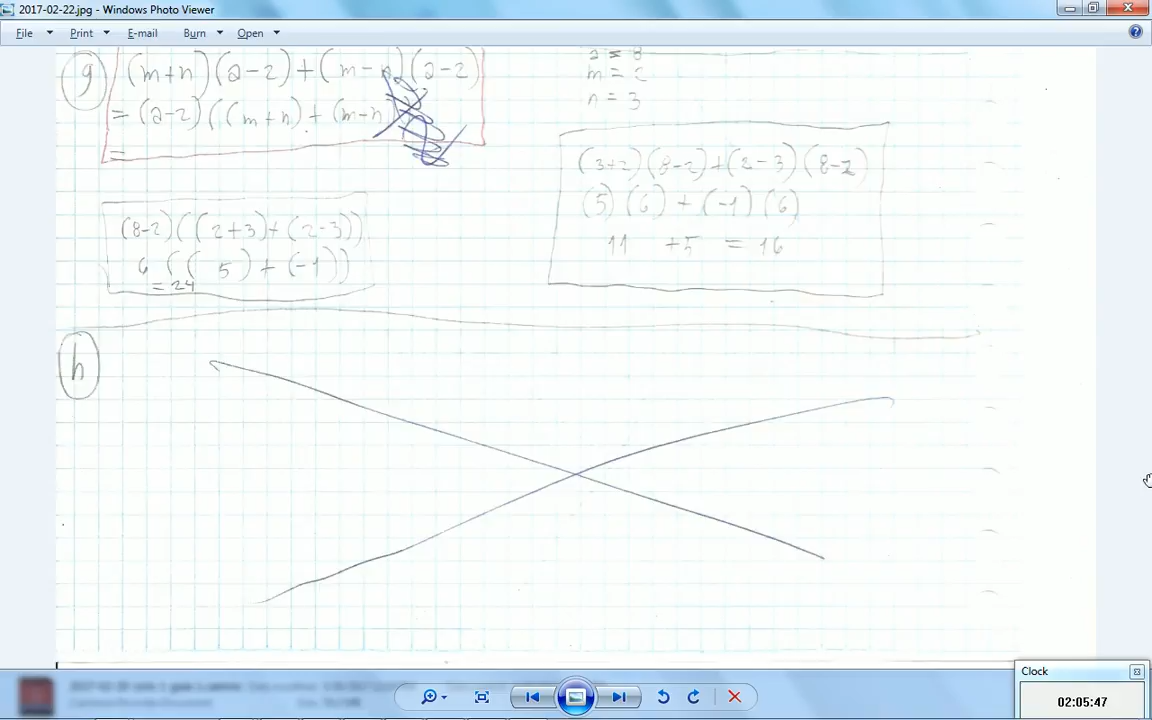 2017-02-22.jpg - Windows Photo Viewer
File Print E-mail Burn Open
g (m+n)(a-2)+(m-n)(a-2)
= (a-2)((m+n)+(m-n
=
a = 8
m = 2
n = 3
(3+2)(8-2)+(2-3)(8-2)
(5)(6)+(-1)(6)
11 +5 = 16
(8-2)((2+3)+(2-3))
6 ((5)+(-1))
= 24
h
Clock
02:05:47